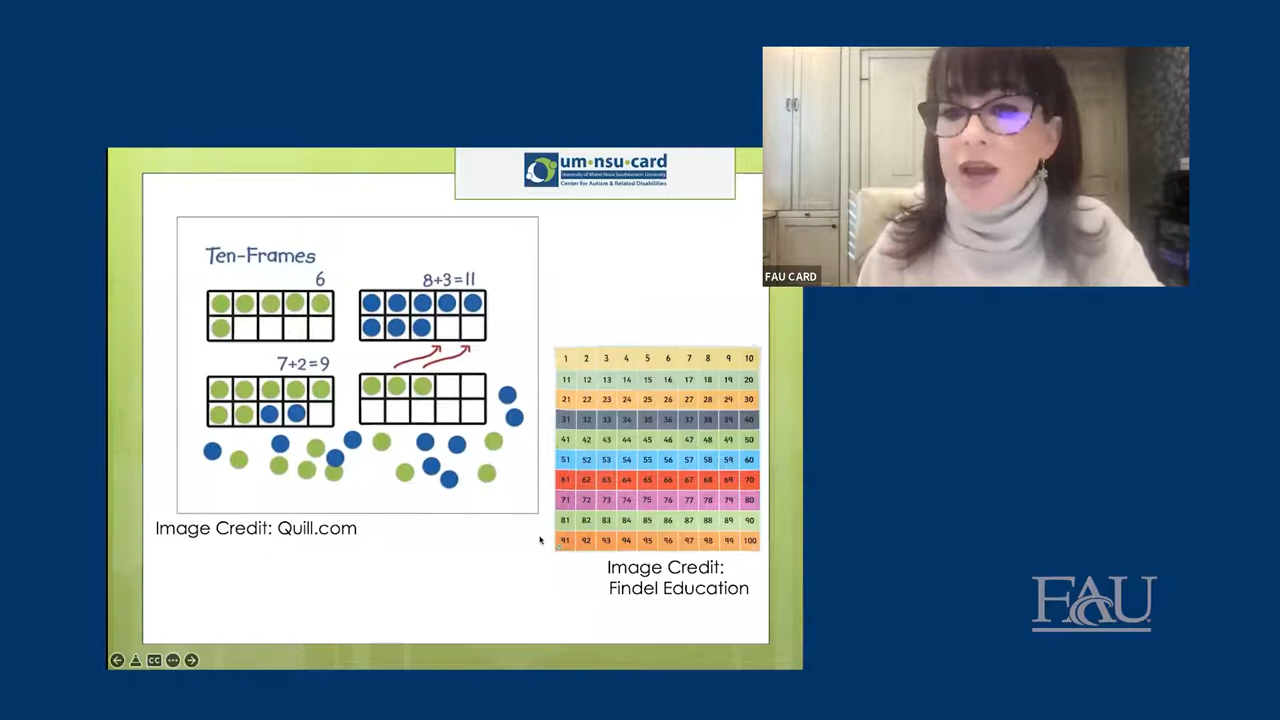 um•nsu•card
University of Miami-Nova Southeastern University
Center for Autism & Related Disabilities
FAU CARD
Ten-Frames
6
8+3=11
7+2=9
1 2 3 4 5 6 7 8 9 10
11 12 13 14 15 16 17 18 19 20
21 22 23 24 25 26 27 28 29 30
31 32 33 34 35 36 37 38 39 40
41 42 43 44 45 46 47 48 49 50
51 52 53 54 55 56 57 58 59 60
61 62 63 64 65 66 67 68 69 70
71 72 73 74 75 76 77 78 79 80
81 82 83 84 85 86 87 88 89 90
91 92 93 94 95 96 97 98 99 100
Image Credit: Quill.com
Image Credit:
Findel Education
FAU
CC